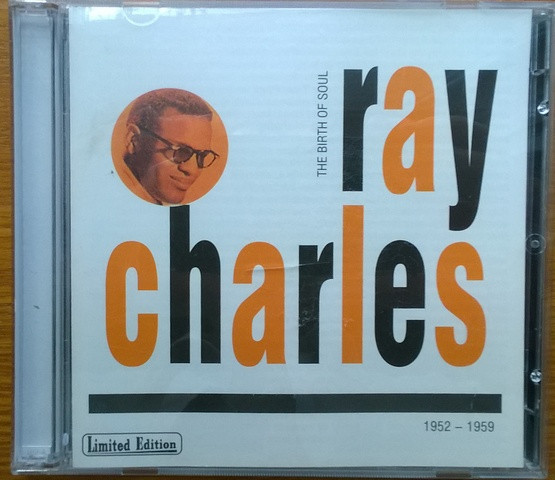 THE BIRTH OF SOUL
ray
charles
1952 – 1959
Limited Edition